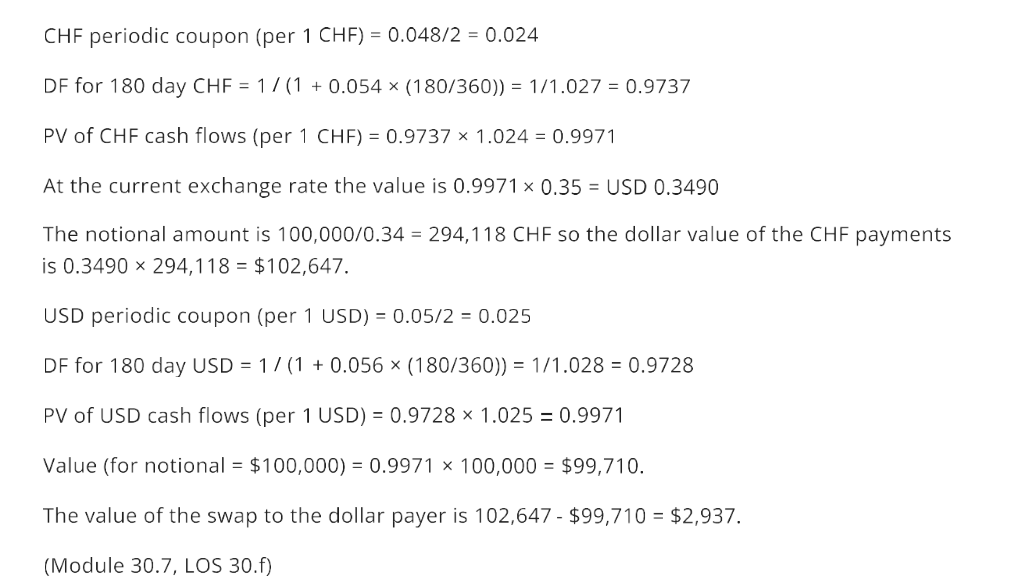 CHF periodic coupon (per 1 CHF) = 0.048/2 = 0.024
DF for 180 day CHF = 1 / (1 + 0.054 × (180/360)) = 1/1.027 = 0.9737
PV of CHF cash flows (per 1 CHF) = 0.9737 × 1.024 = 0.9971
At the current exchange rate the value is 0.9971 × 0.35 = USD 0.3490
The notional amount is 100,000/0.34 = 294,118 CHF so the dollar value of the CHF payments
is 0.3490 × 294,118 = $102,647.
USD periodic coupon (per 1 USD) = 0.05/2 = 0.025
DF for 180 day USD = 1 / (1 + 0.056 × (180/360)) = 1/1.028 = 0.9728
PV of USD cash flows (per 1 USD) = 0.9728 × 1.025 = 0.9971
Value (for notional = $100,000) = 0.9971 × 100,000 = $99,710.
The value of the swap to the dollar payer is 102,647 - $99,710 = $2,937.
(Module 30.7, LOS 30.f)